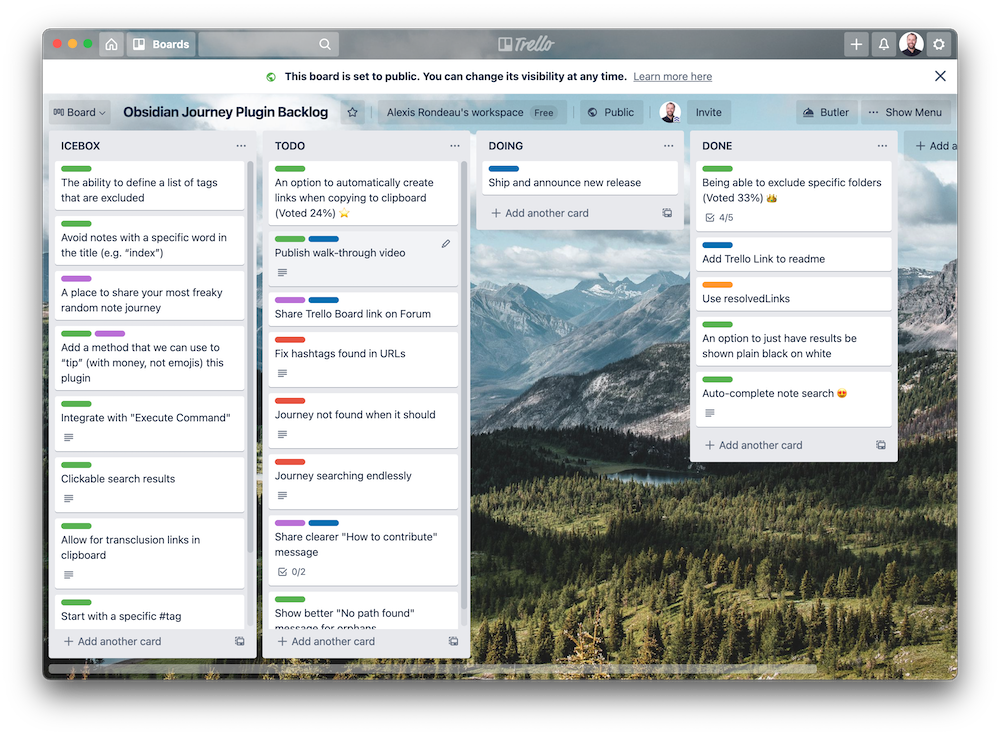 Boards
Trello
This board is set to public. You can change its visibility at any time. Learn more here
Board
Obsidian Journey Plugin Backlog
Alexis Rondeau's workspace Free
Public
Invite
Butler
Show Menu
ICEBOX
The ability to define a list of tags
that are excluded
Avoid notes with a specific word in
the title (e.g. “index”)
A place to share your most freaky
random note journey
Add a method that we can use to
“tip” (with money, not emojis) this
plugin
Integrate with "Execute Command"
Clickable search results
Allow for transclusion links in
clipboard
Start with a specific #tag
+ Add another card
TODO
An option to automatically create
links when copying to clipboard
(Voted 24%) ⭐
Publish walk-through video
Share Trello Board link on Forum
Fix hashtags found in URLs
Journey not found when it should
Journey searching endlessly
Share clearer "How to contribute"
message
0/2
Show better "No path found"
message for orphans
+ Add another card
DOING
Ship and announce new release
+ Add another card
DONE
Being able to exclude specific folders
(Voted 33%) 👑
4/5
Add Trello Link to readme
Use resolvedLinks
An option to just have results be
shown plain black on white
Auto-complete note search 😍
+ Add another card
+ Add a